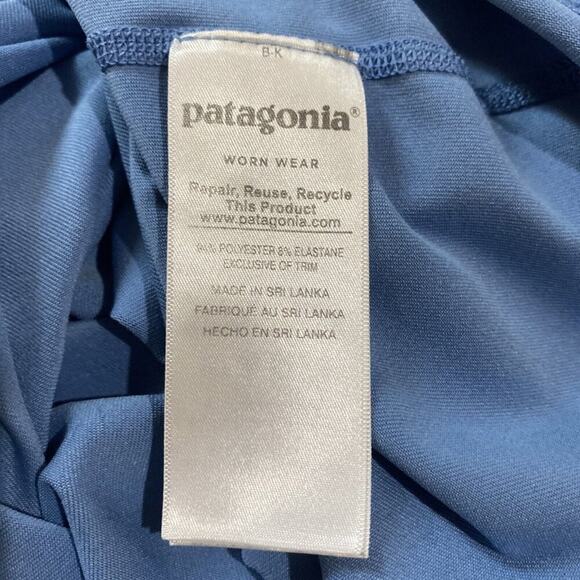 B-K
patagonia®
WORN WEAR
Repair, Reuse, Recycle
This Product
www.patagonia.com
POLYESTER 6% ELASTANE
EXCLUSIVE OF TRIM
MADE IN SRI LANKA
FABRIQUÉ AU SRI LANKA
HECHO EN SRI LANKA